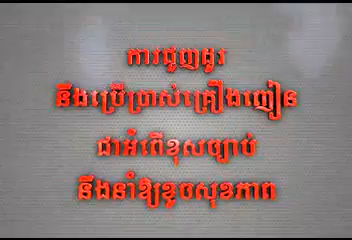 ការជួញដូរ
និងប្រើប្រាស់គ្រឿងញៀន
ជាអំពើខុសច្បាប់
និងនាំឱ្យខូចសុខភាព